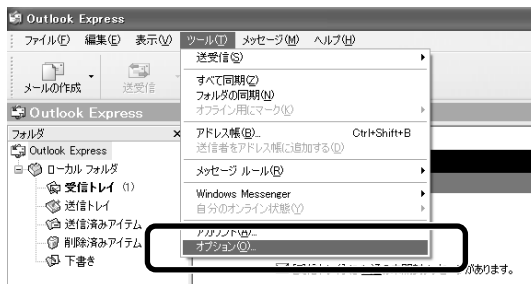 Outlook Express
ファイル(F) 編集(E) 表示(V) ツール(T) メッセージ(M) ヘルプ(H)
メールの作成 送受信
送受信(S)
すべて同期(Z)
フォルダの同期(N)
オフライン用にマーク(K)
アドレス帳(B)... Ctrl+Shift+B
送信者をアドレス帳に追加する(D)
メッセージ ルール(R)
Windows Messenger
自分のオンライン状態(Y)
アカウント(A)...
オプション(O)...
Outlook Express
フォルダ ×
Outlook Express
ローカル フォルダ
受信トレイ (1)
送信トレイ
送信済みアイテム
削除済みアイテム
下書き
があります。